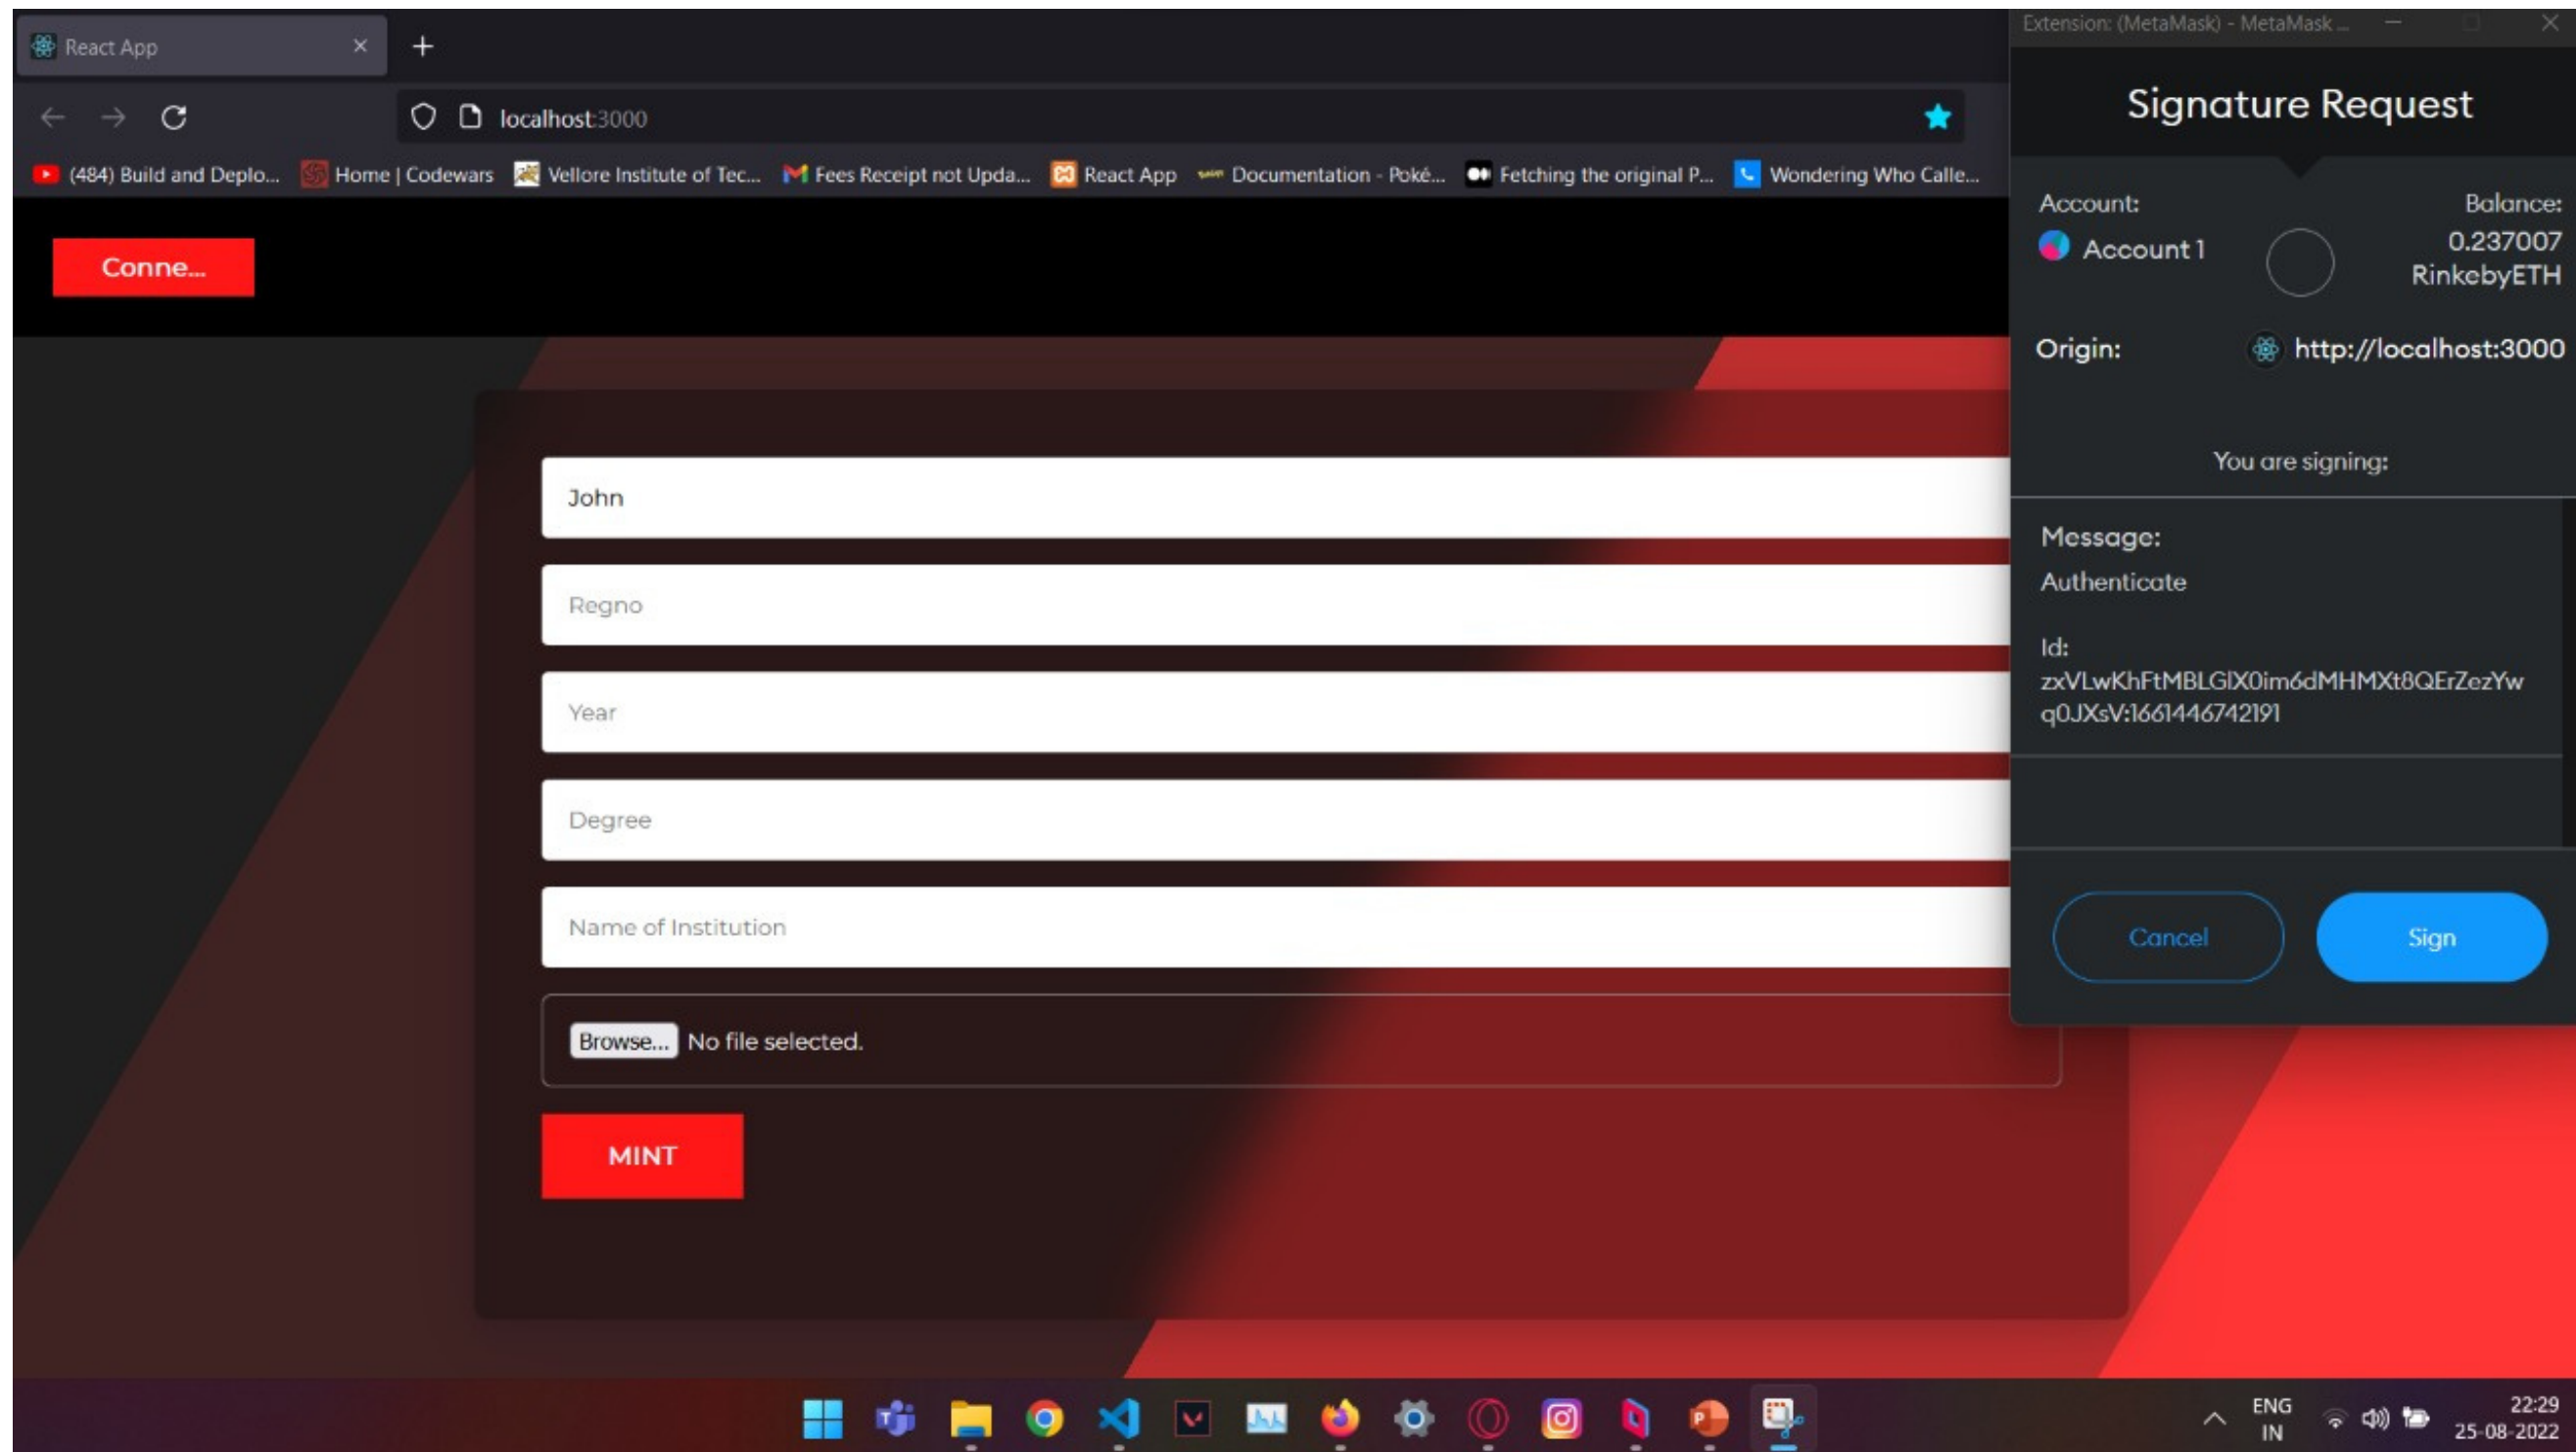 React App
Extension: (MetaMask) - MetaMask ...
localhost:3000
(484) Build and Deplo... Home | Codewars Vellore Institute of Tec... Fees Receipt not Upda... React App Documentation - Poké... Fetching the original P... Wondering Who Calle...
Conne...
John
Regno
Year
Degree
Name of Institution
Browse... No file selected.
MINT
Signature Request
Account: Balance:
Account 1 0.237007
RinkebyETH
Origin: http://localhost:3000
You are signing:
Message:
Authenticate
Id:
zxVLwKhFtMBLGlX0im6dMHMXt8QErZezYw
q0JXsV:1661446742191
Cancel Sign
ENG
IN
22:29
25-08-2022